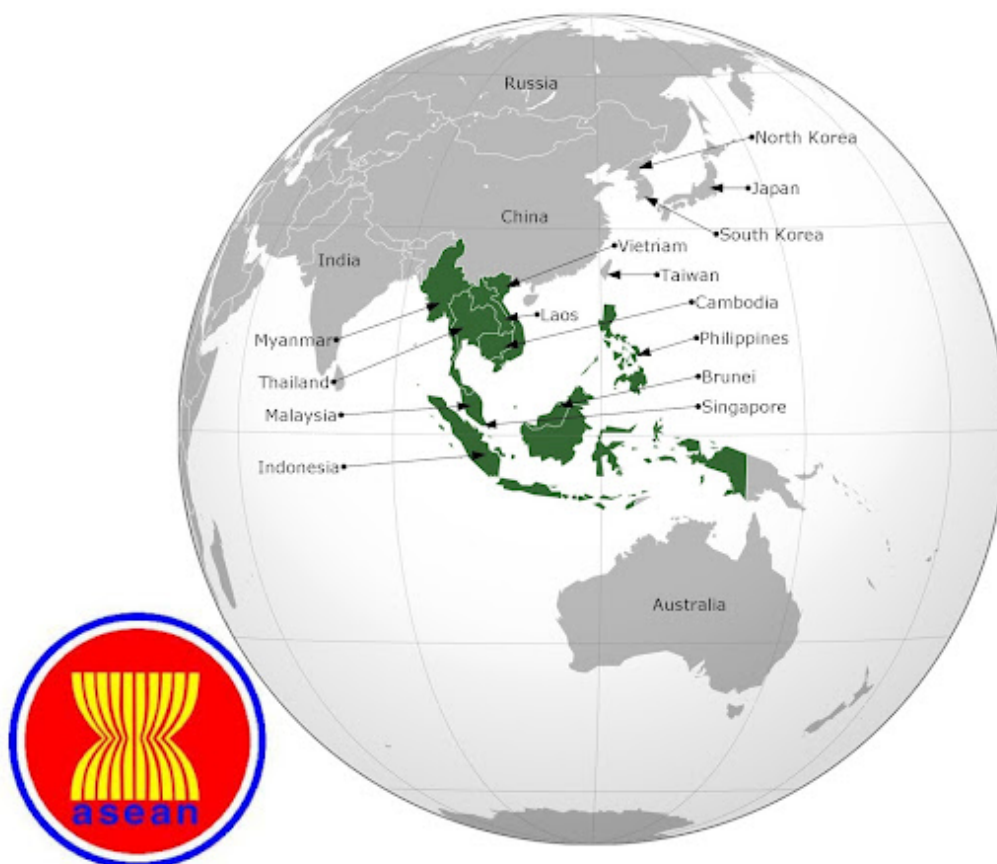 Russia
North Korea
Japan
China
South Korea
Vietnam
India
Taiwan
Cambodia
Laos
Myanmar
Philippines
Thailand
Brunei
Malaysia
Singapore
Indonesia
Australia
asean